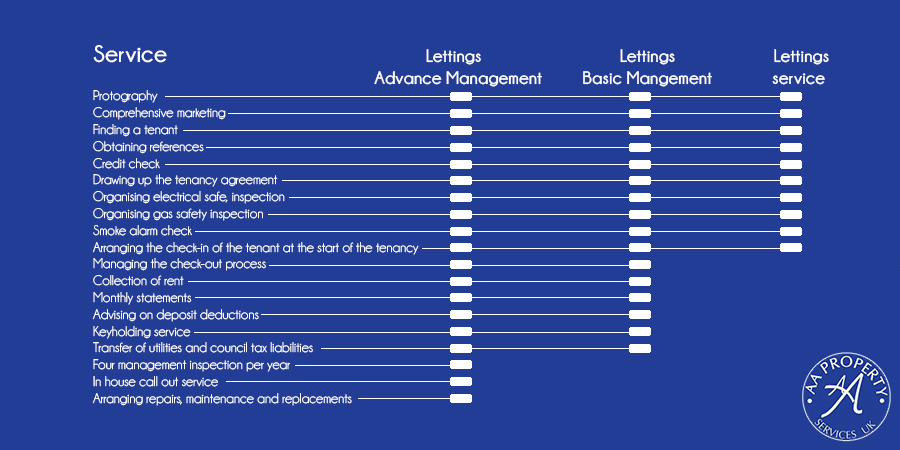 Service
Lettings
Advance Management
Lettings
Basic Mangement
Lettings
service
Protography
Comprehensive marketing
Finding a tenant
Obtaining references
Credit check
Drawing up the tenancy agreement
Organising electrical safe, inspection
Organising gas safety inspection
Smoke alarm check
Arranging the check-in of the tenant at the start of the tenancy
Managing the check-out process
Collection of rent
Monthly statements
Advising on deposit deductions
Keyholding service
Transfer of utilities and council tax liabilities
Four management inspection per year
In house call out service
Arranging repairs, maintenance and replacements
• AA PROPERTY •
AA
SERVICES UK